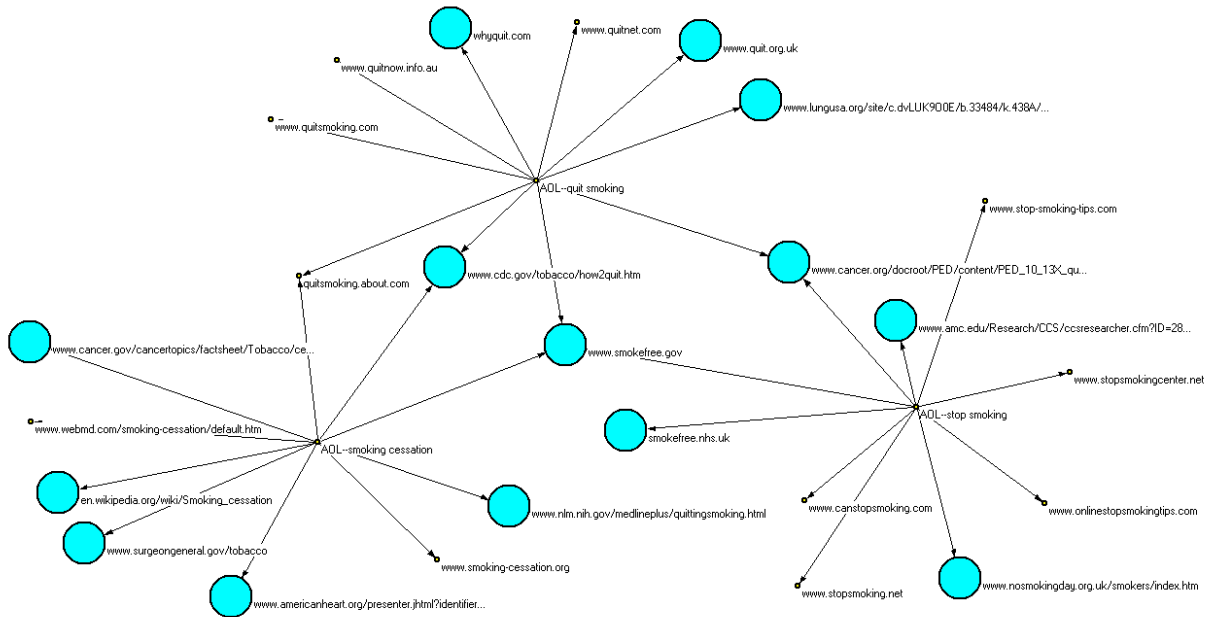 whyquit.com
www.quitnet.com
www.quit.org.uk
www.quitnow.info.au
www.lungusa.org/site/c.dvLUK9O0E/b.33484/k.438A/...
www.quitsmoking.com
AOL--quit smoking
www.stop-smoking-tips.com
www.cdc.gov/tobacco/how2quit.htm
www.cancer.org/docroot/PED/content/PED_10_13X_qu...
quitsmoking.about.com
www.amc.edu/Research/CCS/ccsresearcher.cfm?ID=28...
www.cancer.gov/cancertopics/factsheet/Tobacco/ce...
www.smokefree.gov
www.stopsmokingcenter.net
AOL--stop smoking
www.webmd.com/smoking-cessation/default.htm
smokefree.nhs.uk
AOL--smoking cessation
en.wikipedia.org/wiki/Smoking_cessation
www.nlm.nih.gov/medlineplus/quittingsmoking.html
www.canstopsmoking.com
www.onlinestopsmokingtips.com
www.surgeongeneral.gov/tobacco
www.smoking-cessation.org
www.stopsmoking.net
www.nosmokingday.org.uk/smokers/index.htm
www.americanheart.org/presenter.jhtml?identifier...